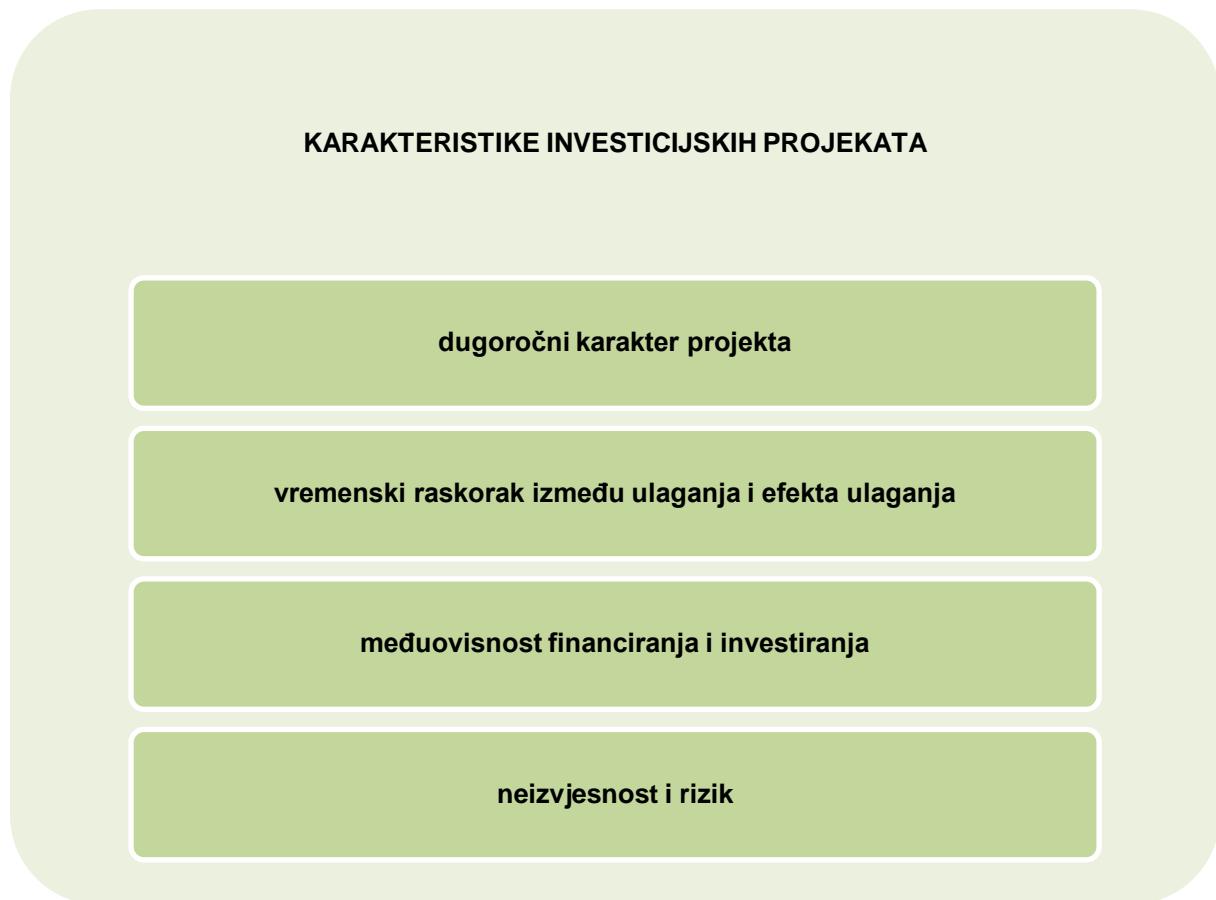 KARAKTERISTIKE INVESTICIJSKIH PROJEKATA
dugoročni karakter projekta
vremenski raskorak između ulaganja i efekta ulaganja
međuovisnost financiranja i investiranja
neizvjesnost i rizik